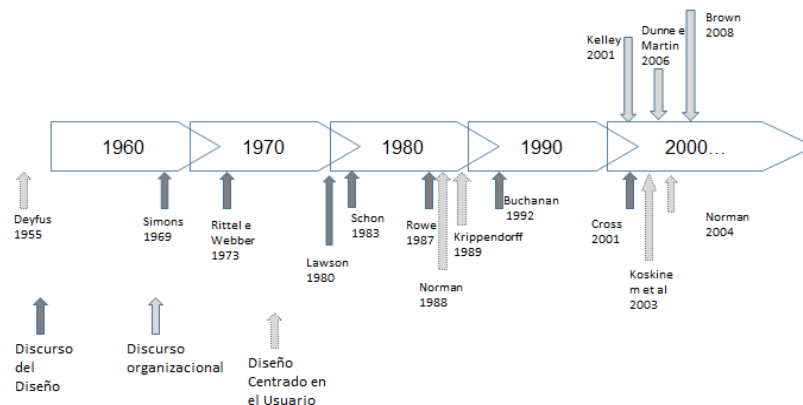 Kelley
2001
Dunne e
Martin
2006
Brown
2008
1960
1970
1980
1990
2000...
Deyfus
1955
Simons
1969
Rittel e
Webber
1973
Lawson
1980
Schon
1983
Rowe
1987
Norman
1988
Krippendorff
1989
Buchanan
1992
Cross
2001
Koskine
m et al
2003
Norman
2004
Discurso
del
Diseño
Discurso
organizacional
Diseño
Centrado en
el Usuario